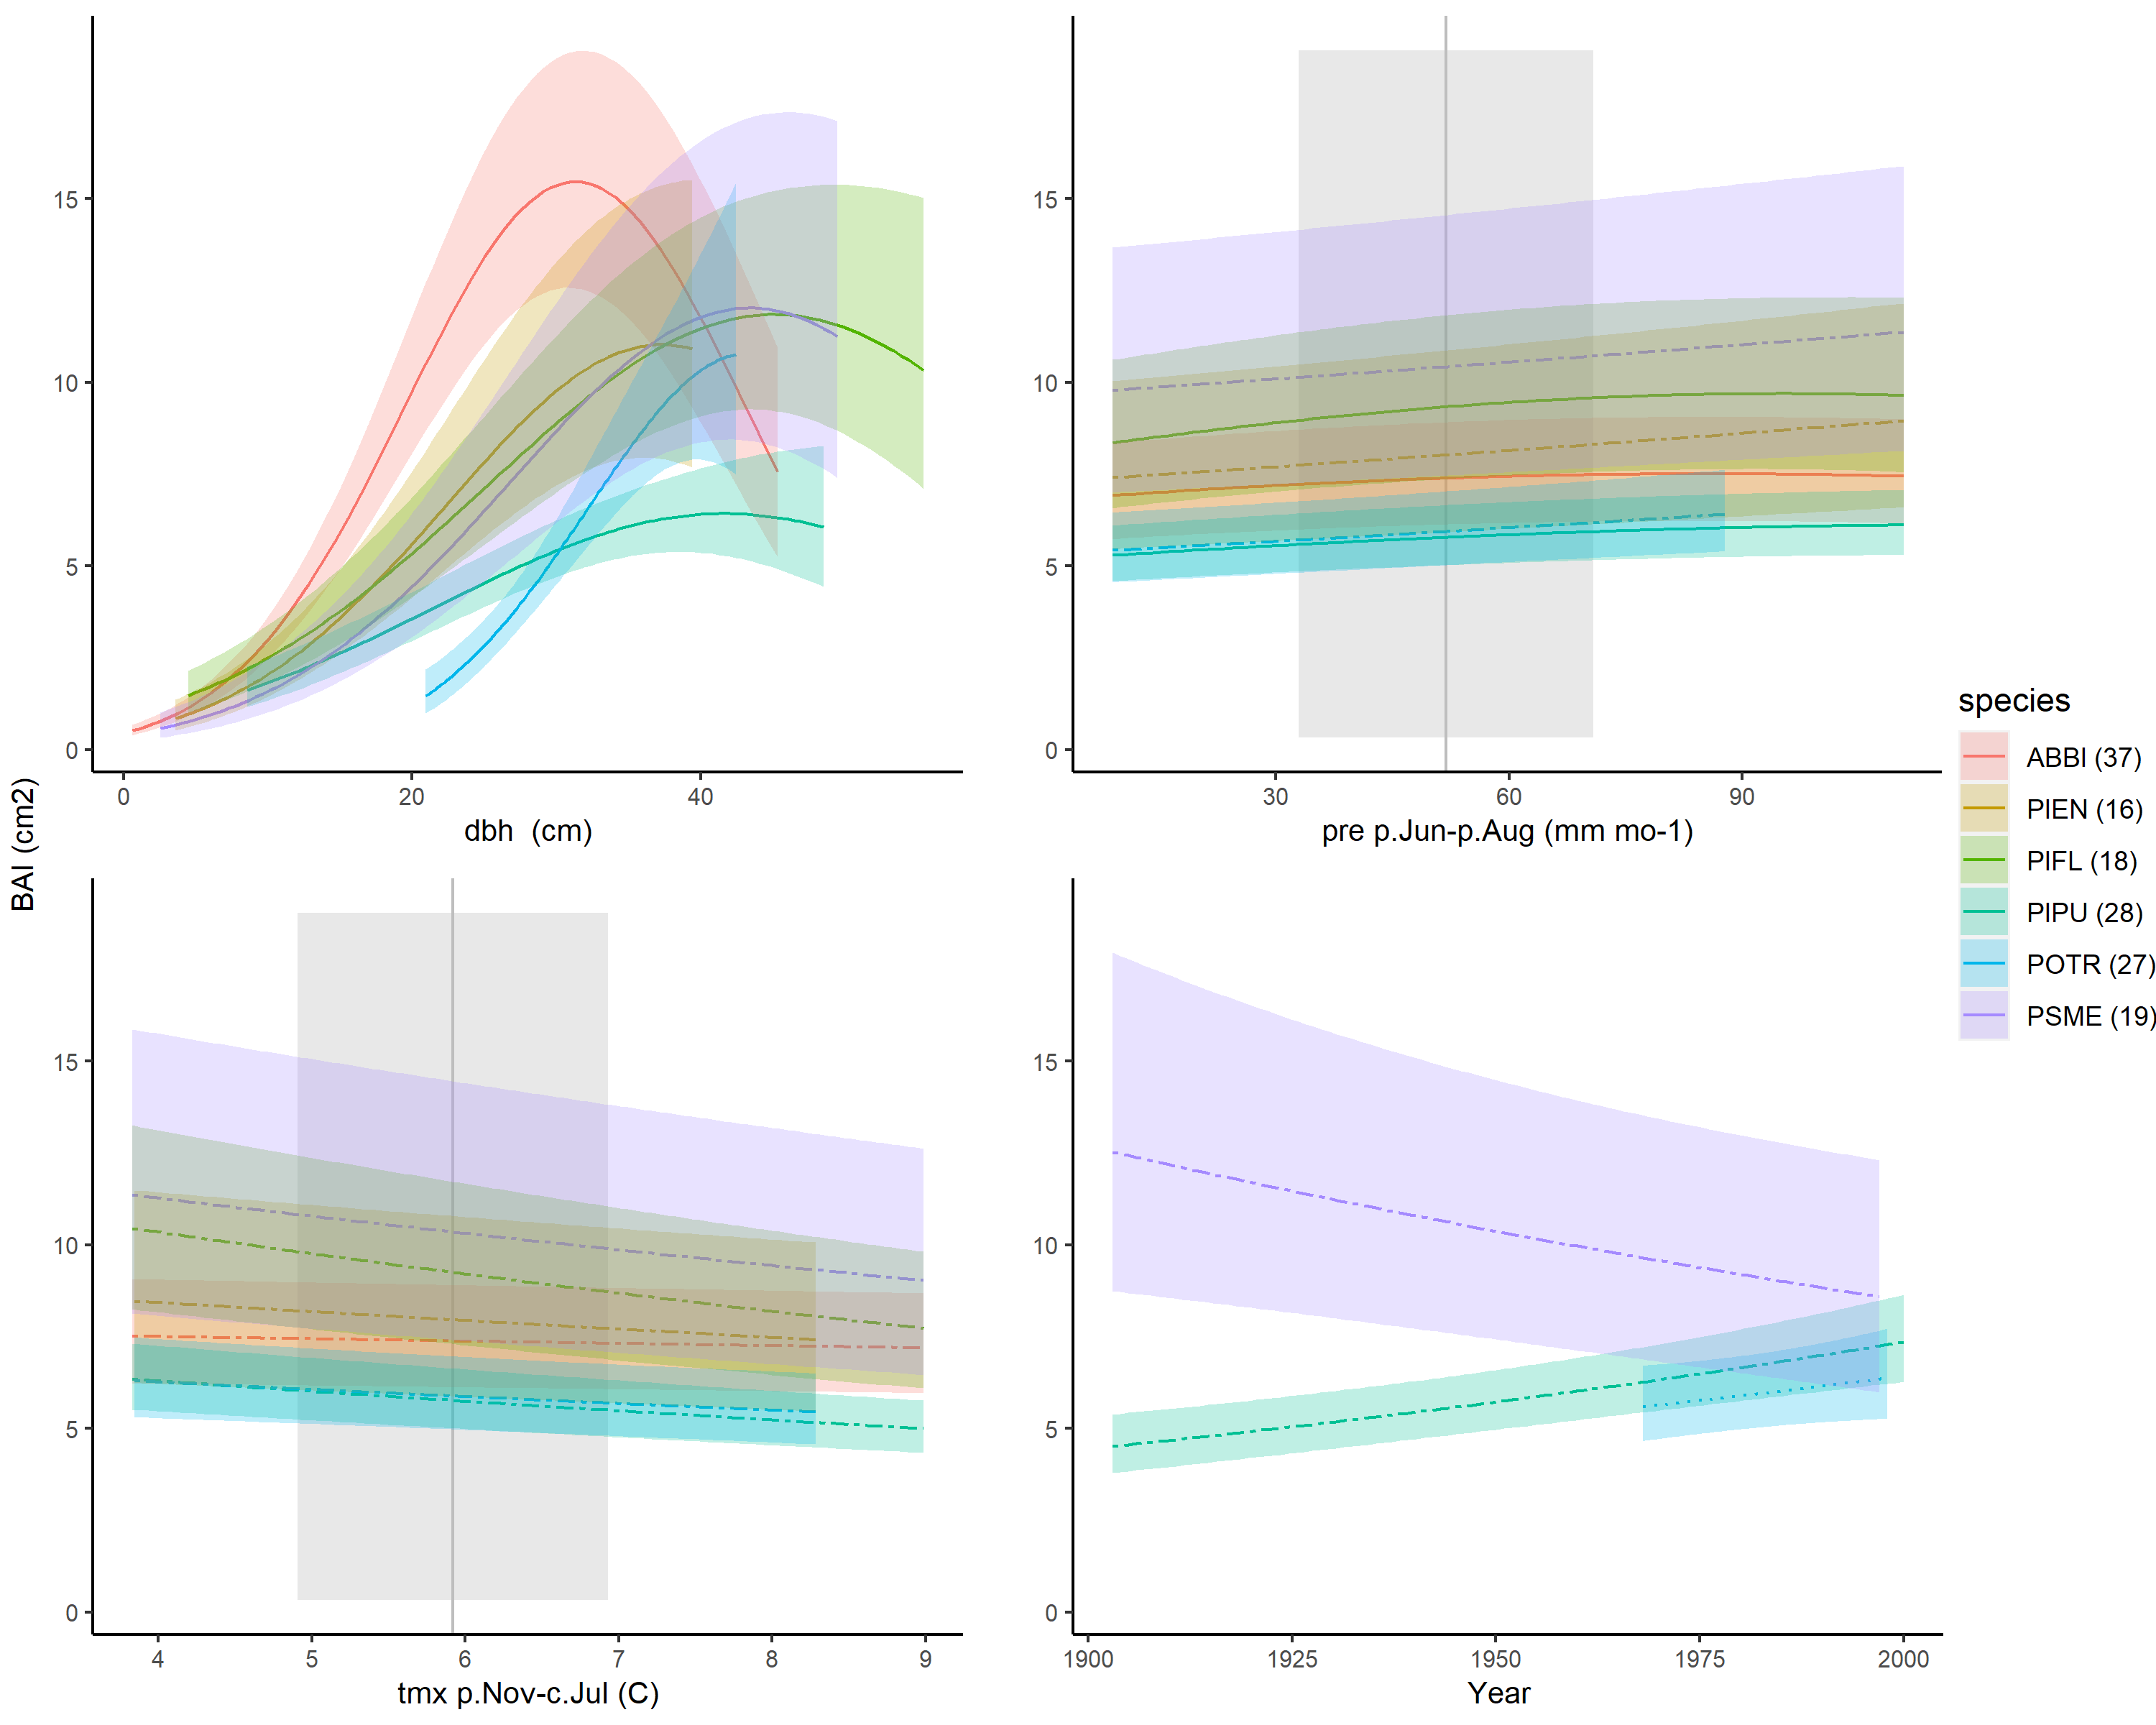 BAI (cm2)
15
10
5
0
0 20 40
dbh  (cm)
15
10
5
0
30 60 90
pre p.Jun-p.Aug (mm mo-1)
15
10
5
0
4 5 6 7 8 9
tmx p.Nov-c.Jul (C)
15
10
5
0
1900 1925 1950 1975 2000
Year
species
ABBI (37)
PIEN (16)
PIFL (18)
PIPU (28)
POTR (27)
PSME (19)